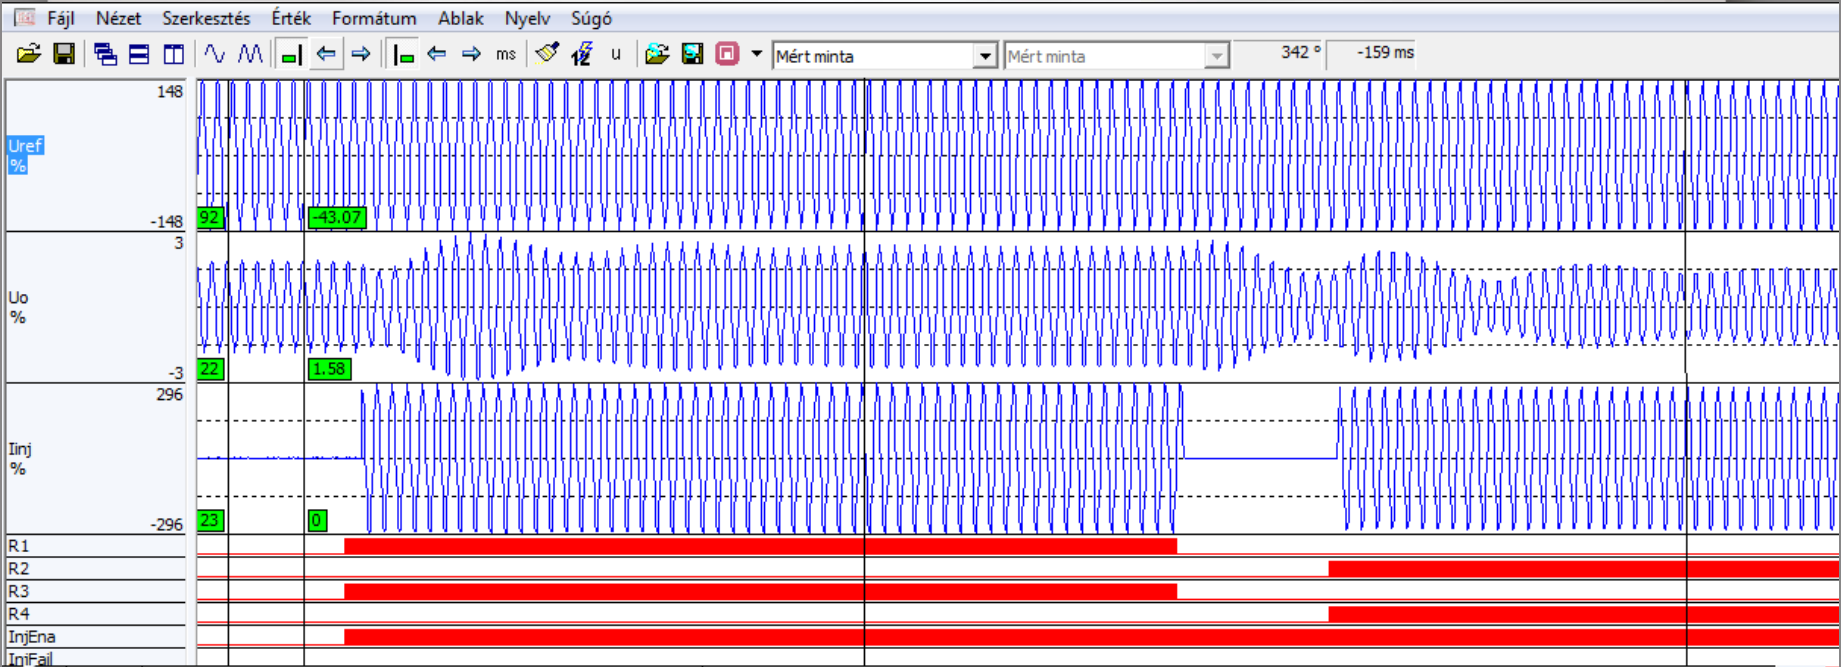 Fájl Nézet Szerkesztés Érték Formátum Ablak Nyelv Súgó
ms u Mért minta Mért minta 342 ° -159 ms
148
Uref
%
-148
92 -43.07
3
Uo
%
-3
22 1.58
296
Iinj
%
-296
23 0
R1
R2
R3
R4
InjEna
InjFail